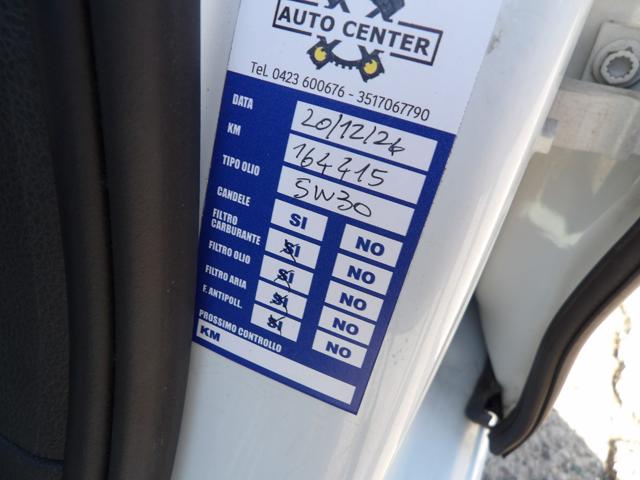 AUTO CENTER
Tel. 0423 600676 - 3517067790
DATA 20/12/24
KM 164415
TIPO OLIO 5W30
CANDELE SI NO
FILTRO CARBURANTE SI NO
FILTRO OLIO SI NO
FILTRO ARIA SI NO
F. ANTIPOLL. SI NO
PROSSIMO CONTROLLO
KM